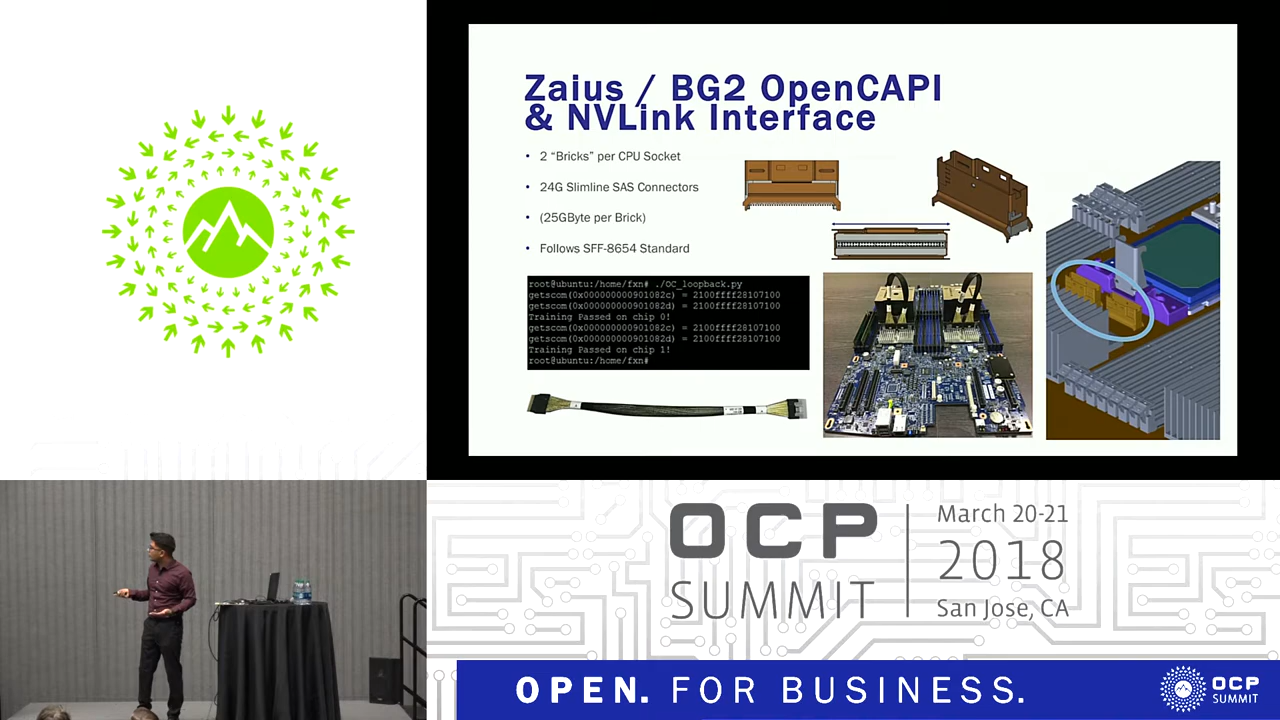 Zaius / BG2 OpenCAPI
& NVLink Interface
• 2 “Bricks” per CPU Socket
• 24G Slimline SAS Connectors
• (25GByte per Brick)
• Follows SFF-8654 Standard
root@ubuntu:/home/fxn# ./OC_loopback.py
getscom(0x000000000901082c) = 2100ffff28107100
getscom(0x000000000901082d) = 2100ffff28107100
Training Passed on chip 0!
getscom(0x000000000901082c) = 2100ffff28107100
getscom(0x000000000901082d) = 2100ffff28107100
Training Passed on chip 1!
root@ubuntu:/home/fxn#
OCP
SUMMIT
March 20-21
2018
San Jose, CA
OPEN. FOR BUSINESS.
OCP
SUMMIT